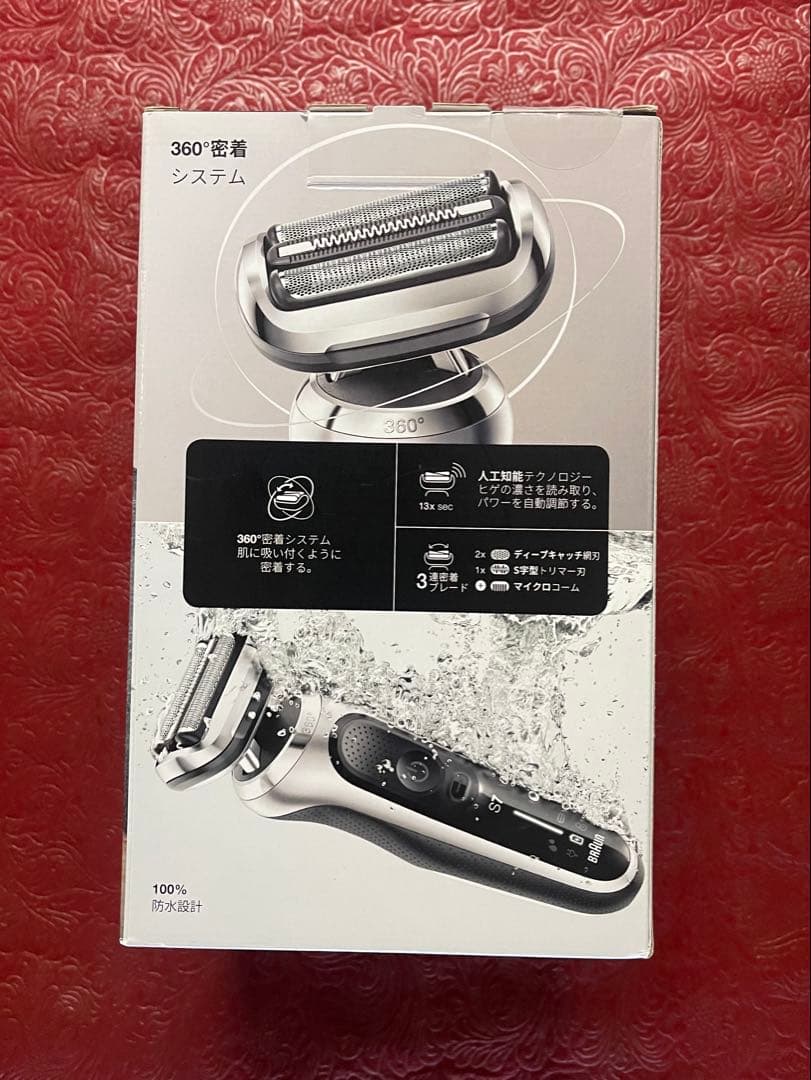 360°密着
システム
360°
360°密着システム
肌に吸い付くように
密着する。
13x sec
人工知能テクノロジー
ヒゲの濃さを読み取り、
パワーを自動調節する。
3連密着
ブレード
2x ディープキャッチ網刃
1x S字型トリマー刃
+ マイクロコーム
360°
S7
BRAUN
100%
防水設計